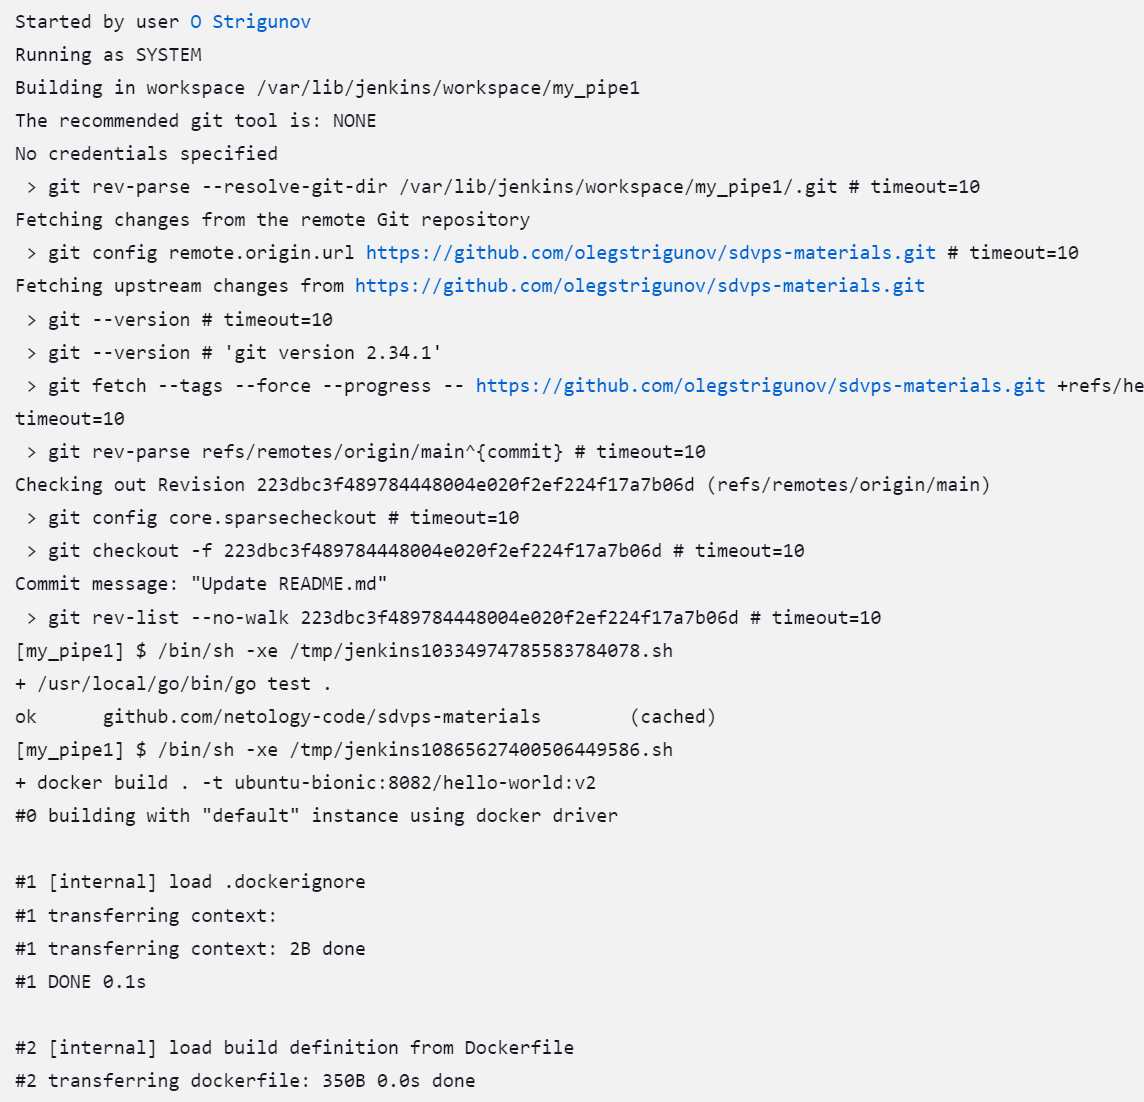 Started by user O Strigunov
Running as SYSTEM
Building in workspace /var/lib/jenkins/workspace/my_pipe1
The recommended git tool is: NONE
No credentials specified
 > git rev-parse --resolve-git-dir /var/lib/jenkins/workspace/my_pipe1/.git # timeout=10
Fetching changes from the remote Git repository
 > git config remote.origin.url https://github.com/olegstrigunov/sdvps-materials.git # timeout=10
Fetching upstream changes from https://github.com/olegstrigunov/sdvps-materials.git
 > git --version # timeout=10
 > git --version # 'git version 2.34.1'
 > git fetch --tags --force --progress -- https://github.com/olegstrigunov/sdvps-materials.git +refs/he
timeout=10
 > git rev-parse refs/remotes/origin/main^{commit} # timeout=10
Checking out Revision 223dbc3f489784448004e020f2ef224f17a7b06d (refs/remotes/origin/main)
 > git config core.sparsecheckout # timeout=10
 > git checkout -f 223dbc3f489784448004e020f2ef224f17a7b06d # timeout=10
Commit message: "Update README.md"
 > git rev-list --no-walk 223dbc3f489784448004e020f2ef224f17a7b06d # timeout=10
[my_pipe1] $ /bin/sh -xe /tmp/jenkins10334974785583784078.sh
+ /usr/local/go/bin/go test .
ok  	github.com/netology-code/sdvps-materials	(cached)
[my_pipe1] $ /bin/sh -xe /tmp/jenkins10865627400506449586.sh
+ docker build . -t ubuntu-bionic:8082/hello-world:v2
#0 building with "default" instance using docker driver
#1 [internal] load .dockerignore
#1 transferring context:
#1 transferring context: 2B done
#1 DONE 0.1s
#2 [internal] load build definition from Dockerfile
#2 transferring dockerfile: 350B 0.0s done